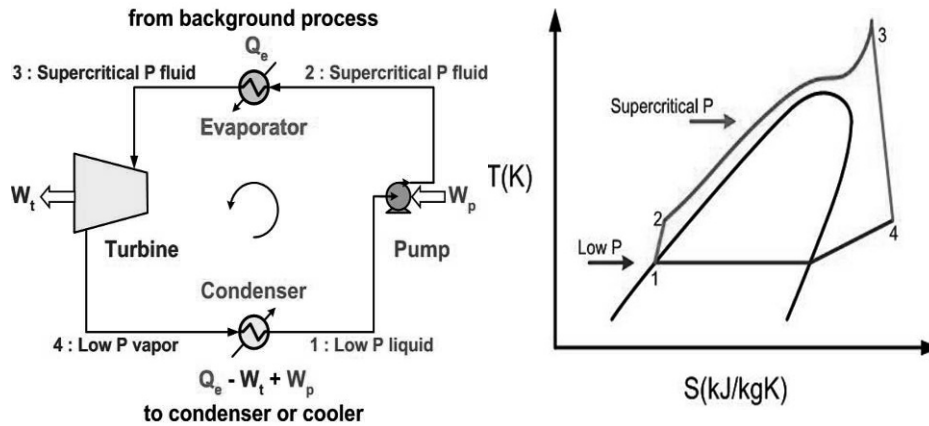 from background process
Qe
3 : Supercritical P fluid
2 : Supercritical P fluid
Evaporator
Wt
Wp
Turbine
Pump
Condenser
4 : Low P vapor
1 : Low P liquid
Qe - Wt + Wp
to condenser or cooler
3
Supercritical P
T(K)
2
4
Low P
1
S(kJ/kgK)